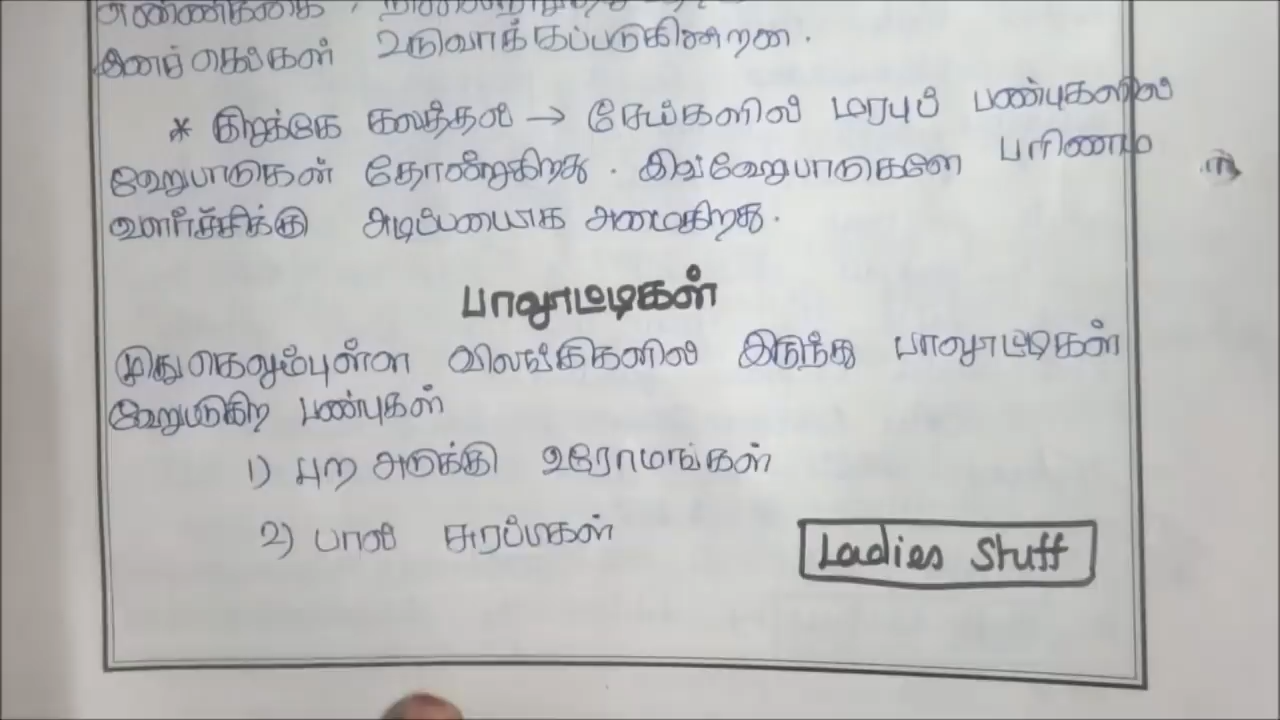 எண்ணிக்கை,
இனச் செல்கள் உருவாக்கப்படுகின்றன.
* குறுக்கே கலத்தல் → சேய்களில் மரபுப் பண்புகளில்
வேறுபாடுகள் தோன்றுகிறது. இவ்வேறுபாடுகளே பரிணாம
வளர்ச்சிக்கு அடிப்படையாக அமைகிறது.
பாலூட்டிகள்
முதுகெலும்புள்ள விலங்குகளில் இருந்து பாலூட்டிகள்
வேறுபடுகிற பண்புகள்
1) புற அடுக்கு உரோமங்கள்
2) பால் சுரப்பிகள்
Ladies Stuff